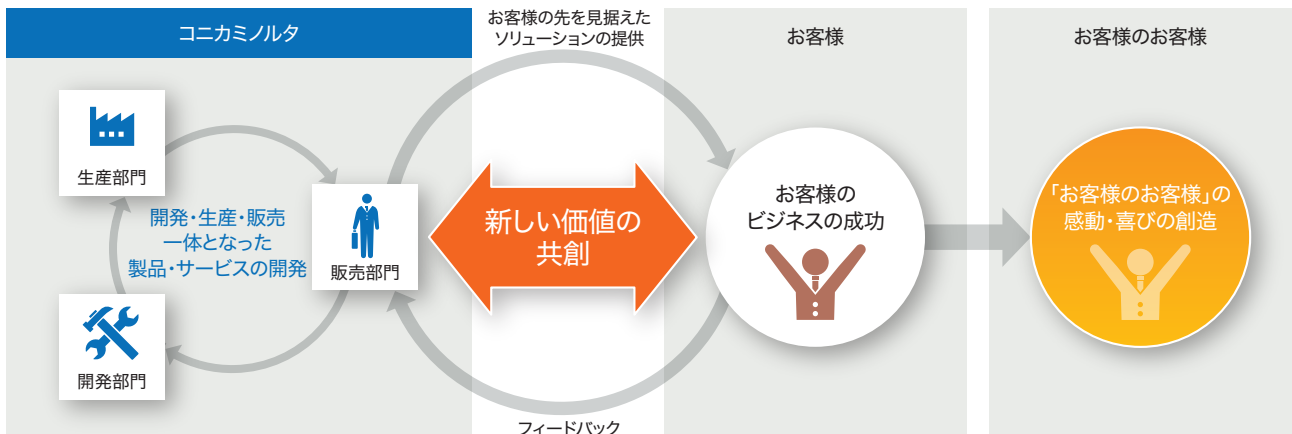 コニカミノルタ
お客様の先を見据えた
ソリューションの提供
お客様
お客様のお客様
生産部門
開発・生産・販売
一体となった
製品・サービスの開発
販売部門
開発部門
新しい価値の
共創
お客様の
ビジネスの成功
「お客様のお客様」の
感動・喜びの創造
フィードバック